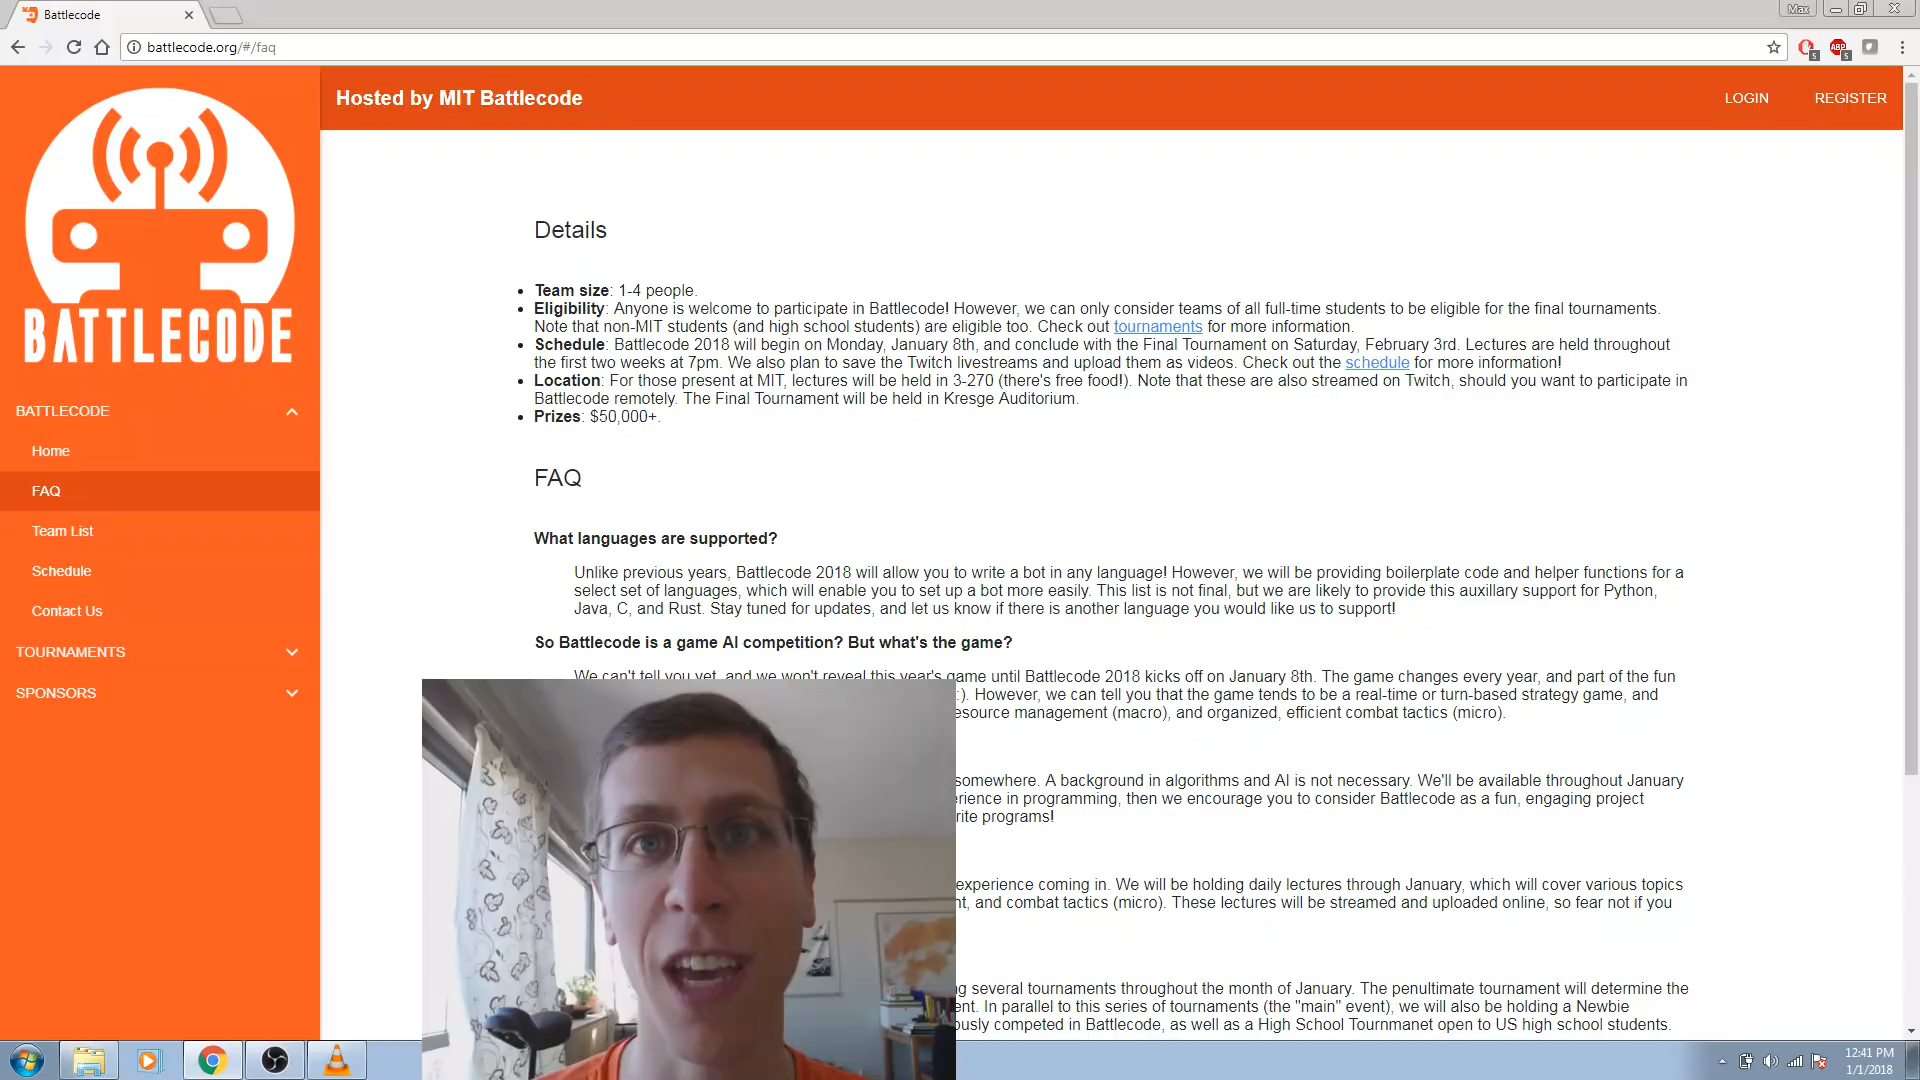 Battlecode
Max
battlecode.org/#/faq
5
ABP
5
Hosted by MIT Battlecode
LOGIN
REGISTER
BATTLECODE
BATTLECODE
Home
FAQ
Team List
Schedule
Contact Us
TOURNAMENTS
SPONSORS
Details
Team size: 1-4 people.
Eligibility: Anyone is welcome to participate in Battlecode! However, we can only consider teams of all full-time students to be eligible for the final tournaments.
Note that non-MIT students (and high school students) are eligible too. Check out tournaments for more information.
Schedule: Battlecode 2018 will begin on Monday, January 8th, and conclude with the Final Tournament on Saturday, February 3rd. Lectures are held throughout
the first two weeks at 7pm. We also plan to save the Twitch livestreams and upload them as videos. Check out the schedule for more information!
Location: For those present at MIT, lectures will be held in 3-270 (there's free food!). Note that these are also streamed on Twitch, should you want to participate in
Battlecode remotely. The Final Tournament will be held in Kresge Auditorium.
Prizes: $50,000+.
FAQ
What languages are supported?
Unlike previous years, Battlecode 2018 will allow you to write a bot in any language! However, we will be providing boilerplate code and helper functions for a
select set of languages, which will enable you to set up a bot more easily. This list is not final, but we are likely to provide this auxillary support for Python,
Java, C, and Rust. Stay tuned for updates, and let us know if there is another language you would like us to support!
So Battlecode is a game AI competition? But what's the game?
We can't tell you yet, and we won't reveal this year's game until Battlecode 2018 kicks off on January 8th. The game changes every year, and part of the fun
:). However, we can tell you that the game tends to be a real-time or turn-based strategy game, and
esource management (macro), and organized, efficient combat tactics (micro).
somewhere. A background in algorithms and AI is not necessary. We'll be available throughout January
erience in programming, then we encourage you to consider Battlecode as a fun, engaging project
rite programs!
experience coming in. We will be holding daily lectures through January, which will cover various topics
nt, and combat tactics (micro). These lectures will be streamed and uploaded online, so fear not if you
ng several tournaments throughout the month of January. The penultimate tournament will determine the
ent. In parallel to this series of tournaments (the "main" event), we will also be holding a Newbie
ously competed in Battlecode, as well as a High School Tournmanet open to US high school students.
12:41 PM
1/1/2018